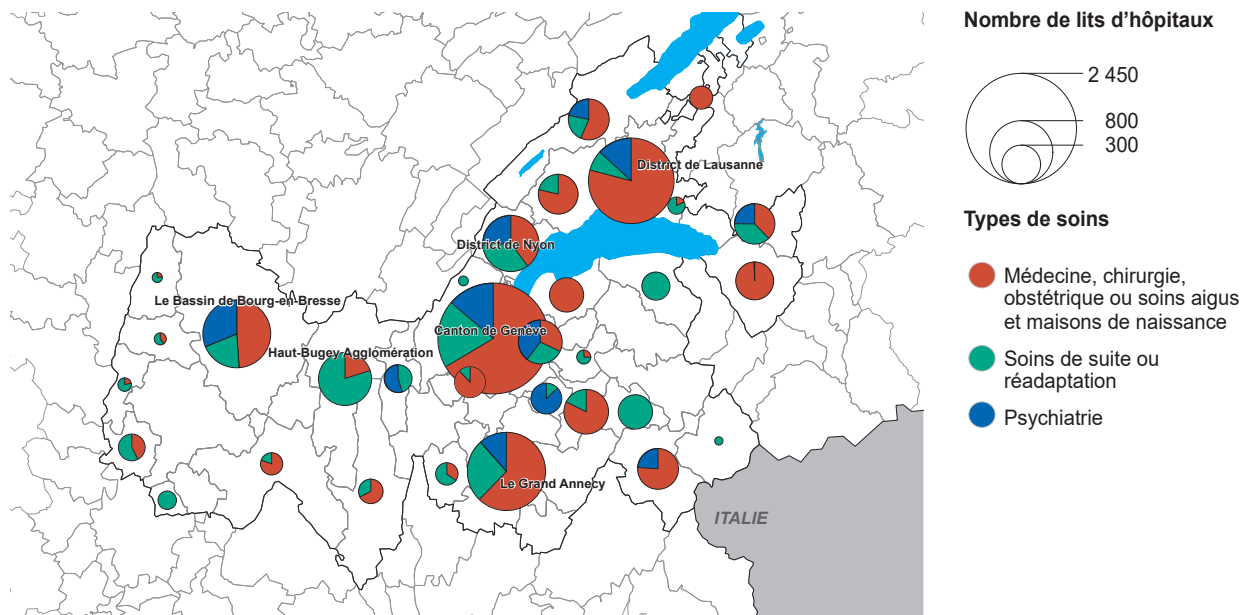 Nombre de lits d’hôpitaux
2 450
800
300
Types de soins
Médecine, chirurgie,
obstétrique ou soins aigus
et maisons de naissance
Soins de suite ou
réadaptation
Psychiatrie
District de Lausanne
District de Nyon
Le Bassin de Bourg-en-Bresse
Canton de Genève
Haut-Bugey Agglomération
Le Grand Annecy
ITALIE